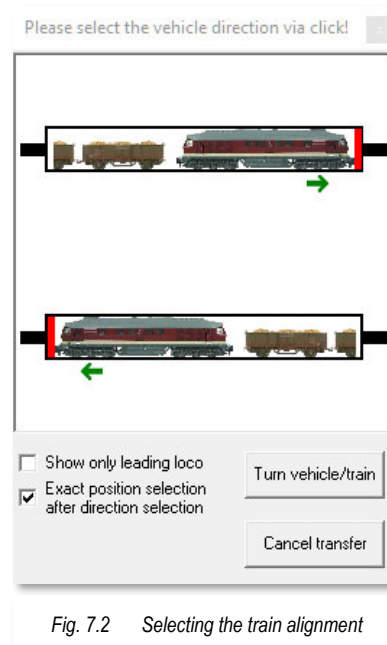 Please select the vehicle direction via click!
Show only leading loco
Exact position selection
after direction selection
Turn vehicle/train
Cancel transfer
Fig. 7.2 Selecting the train alignment